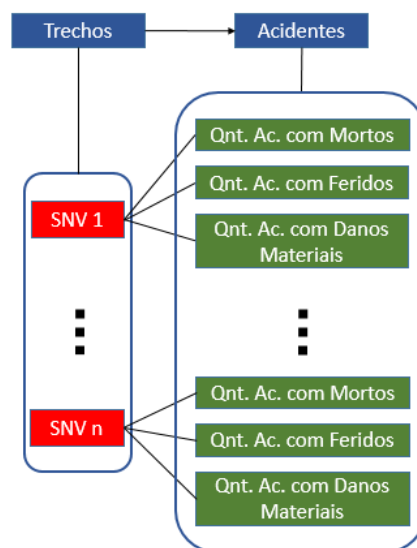 Trechos
Acidentes
SNV 1
Qnt. Ac. com Mortos
Qnt. Ac. com Feridos
Qnt. Ac. com Danos
Materiais
SNV n
Qnt. Ac. com Mortos
Qnt. Ac. com Feridos
Qnt. Ac. com Danos
Materiais